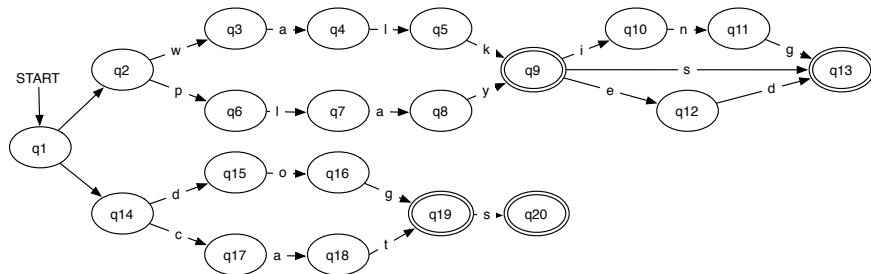 q3 a q4 l q5 q10 n q11
w k i g
q2 q9 s q13
START p y e d
q6 l q7 a q8 q12
q1
q15 o q16
d g
q14 q19 s q20
c t
q17 a q18